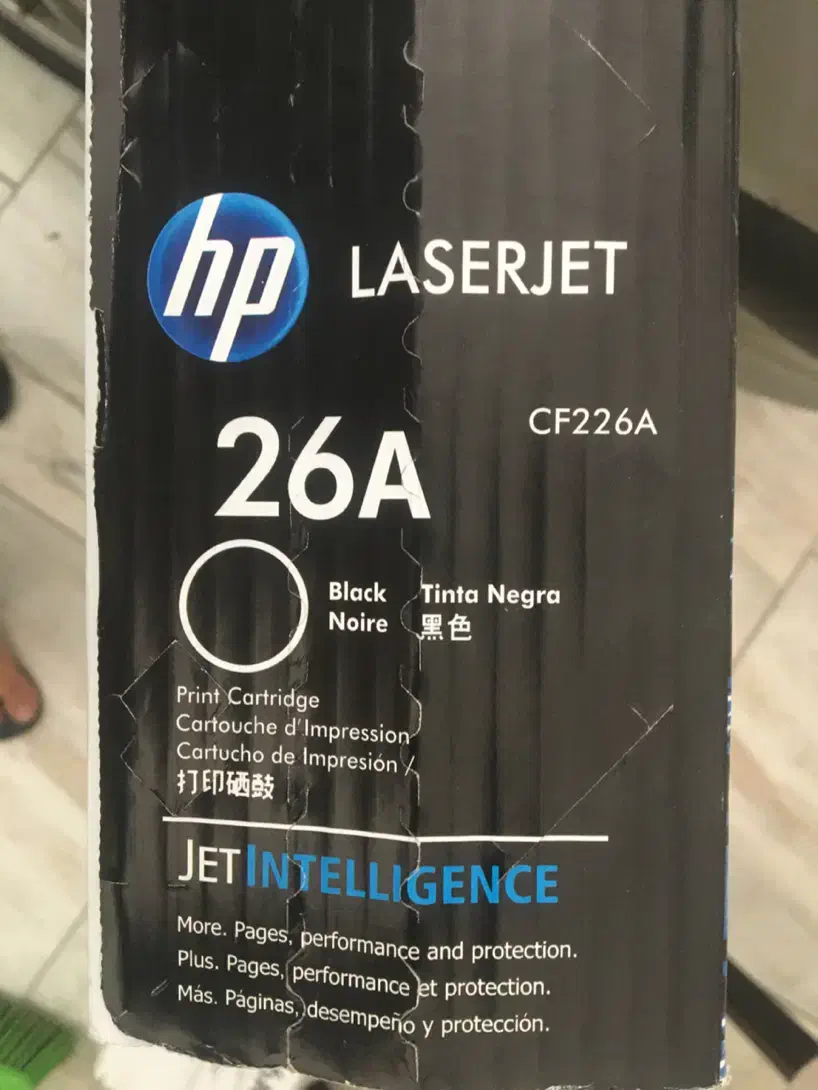 hp LASERJET
CF226A
26A
Black Tinta Negra
Noire 黑色
Print Cartridge
Cartouche d'Impression
Cartucho de Impresión /
打印硒鼓
JETINTELLIGENCE
More. Pages, performance and protection.
Plus. Pages, performance et protection.
Más. Páginas, desempeño y protección.